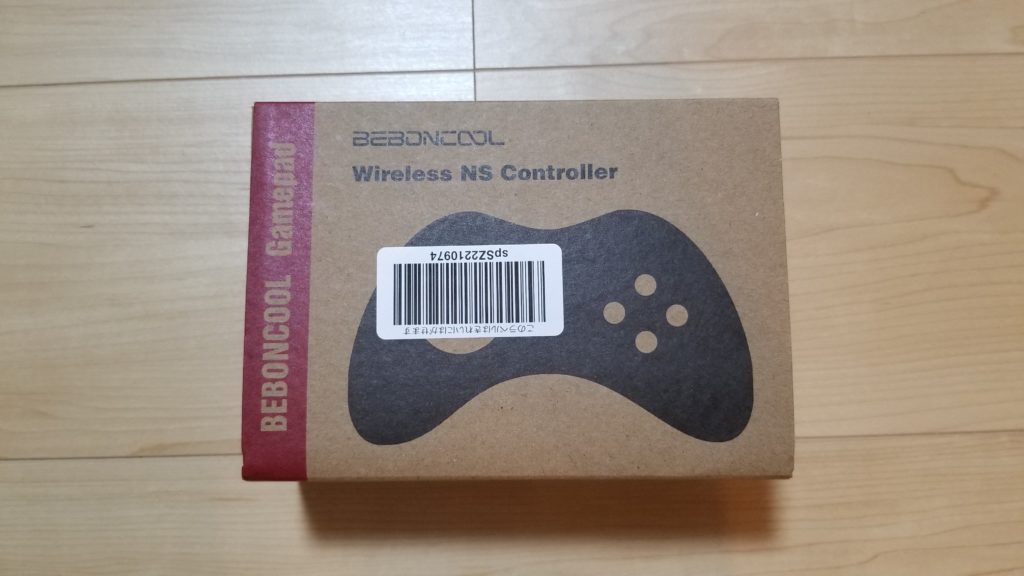 BEBONCOOL
Wireless NS Controller
BEBONCOOL Gamepad
spSZ2210974
このラベルはきれいにはがせます